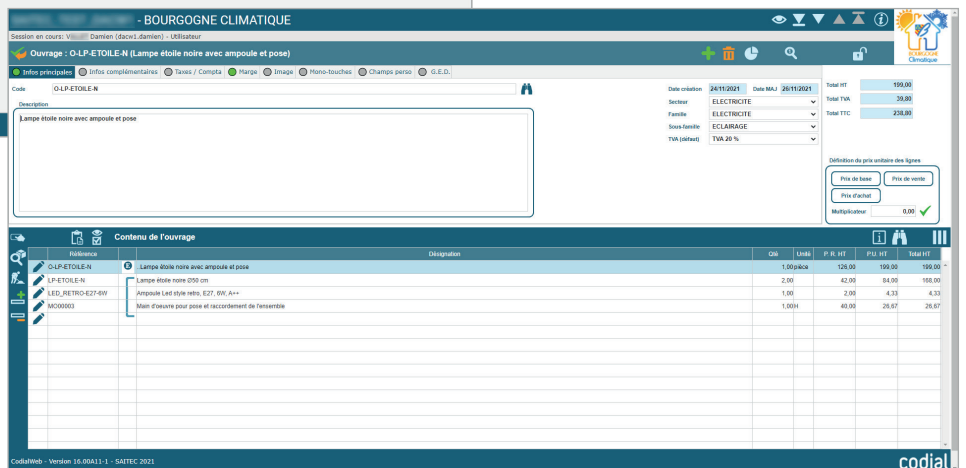 - BOURGOGNE CLIMATIQUE
Session en cours: V Damien (dacw1.damien) - Utilisateur
Ouvrage : O-LP-ETOILE-N (Lampe étoile noire avec ampoule et pose)
BOURGOGNE
Climatique
Infos principales Infos complémentaires Taxes / Compta Marge Image Mono-touches Champs perso G.E.D.
Code O-LP-ETOILE-N
Date création 24/11/2021 Date MAJ 26/11/2021
Total HT 199,00
Description
Secteur ELECTRICITE
Total TVA 39,80
Lampe étoile noire avec ampoule et pose
Famille ELECTRICITE
Total TTC 238,80
Sous-famille ECLAIRAGE
TVA (défaut) TVA 20 %
Définition du prix unitaire des lignes
Prix de base Prix de vente
Prix d'achat
Multiplicateur 0,00
Contenu de l'ouvrage
Référence Désignation Qté Unité P. R. HT P.U. HT Total HT
O-LP-ETOILE-N E . Lampe étoile noire avec ampoule et pose 1,00 pièce 126,00 199,00 199,00
LP-ETOILE-N Lampe étoile noire Ø50 cm 2,00 42,00 84,00 168,00
LED_RETRO-E27-6W Ampoule Led style retro, E27, 6W, A++ 1,00 2,00 4,33 4,33
MO00003 Main d'oeuvre pour pose et raccordement de l'ensemble 1,00 H 40,00 26,67 26,67
CodialWeb - Version 16.00A11-1 - SAITEC 2021
codial